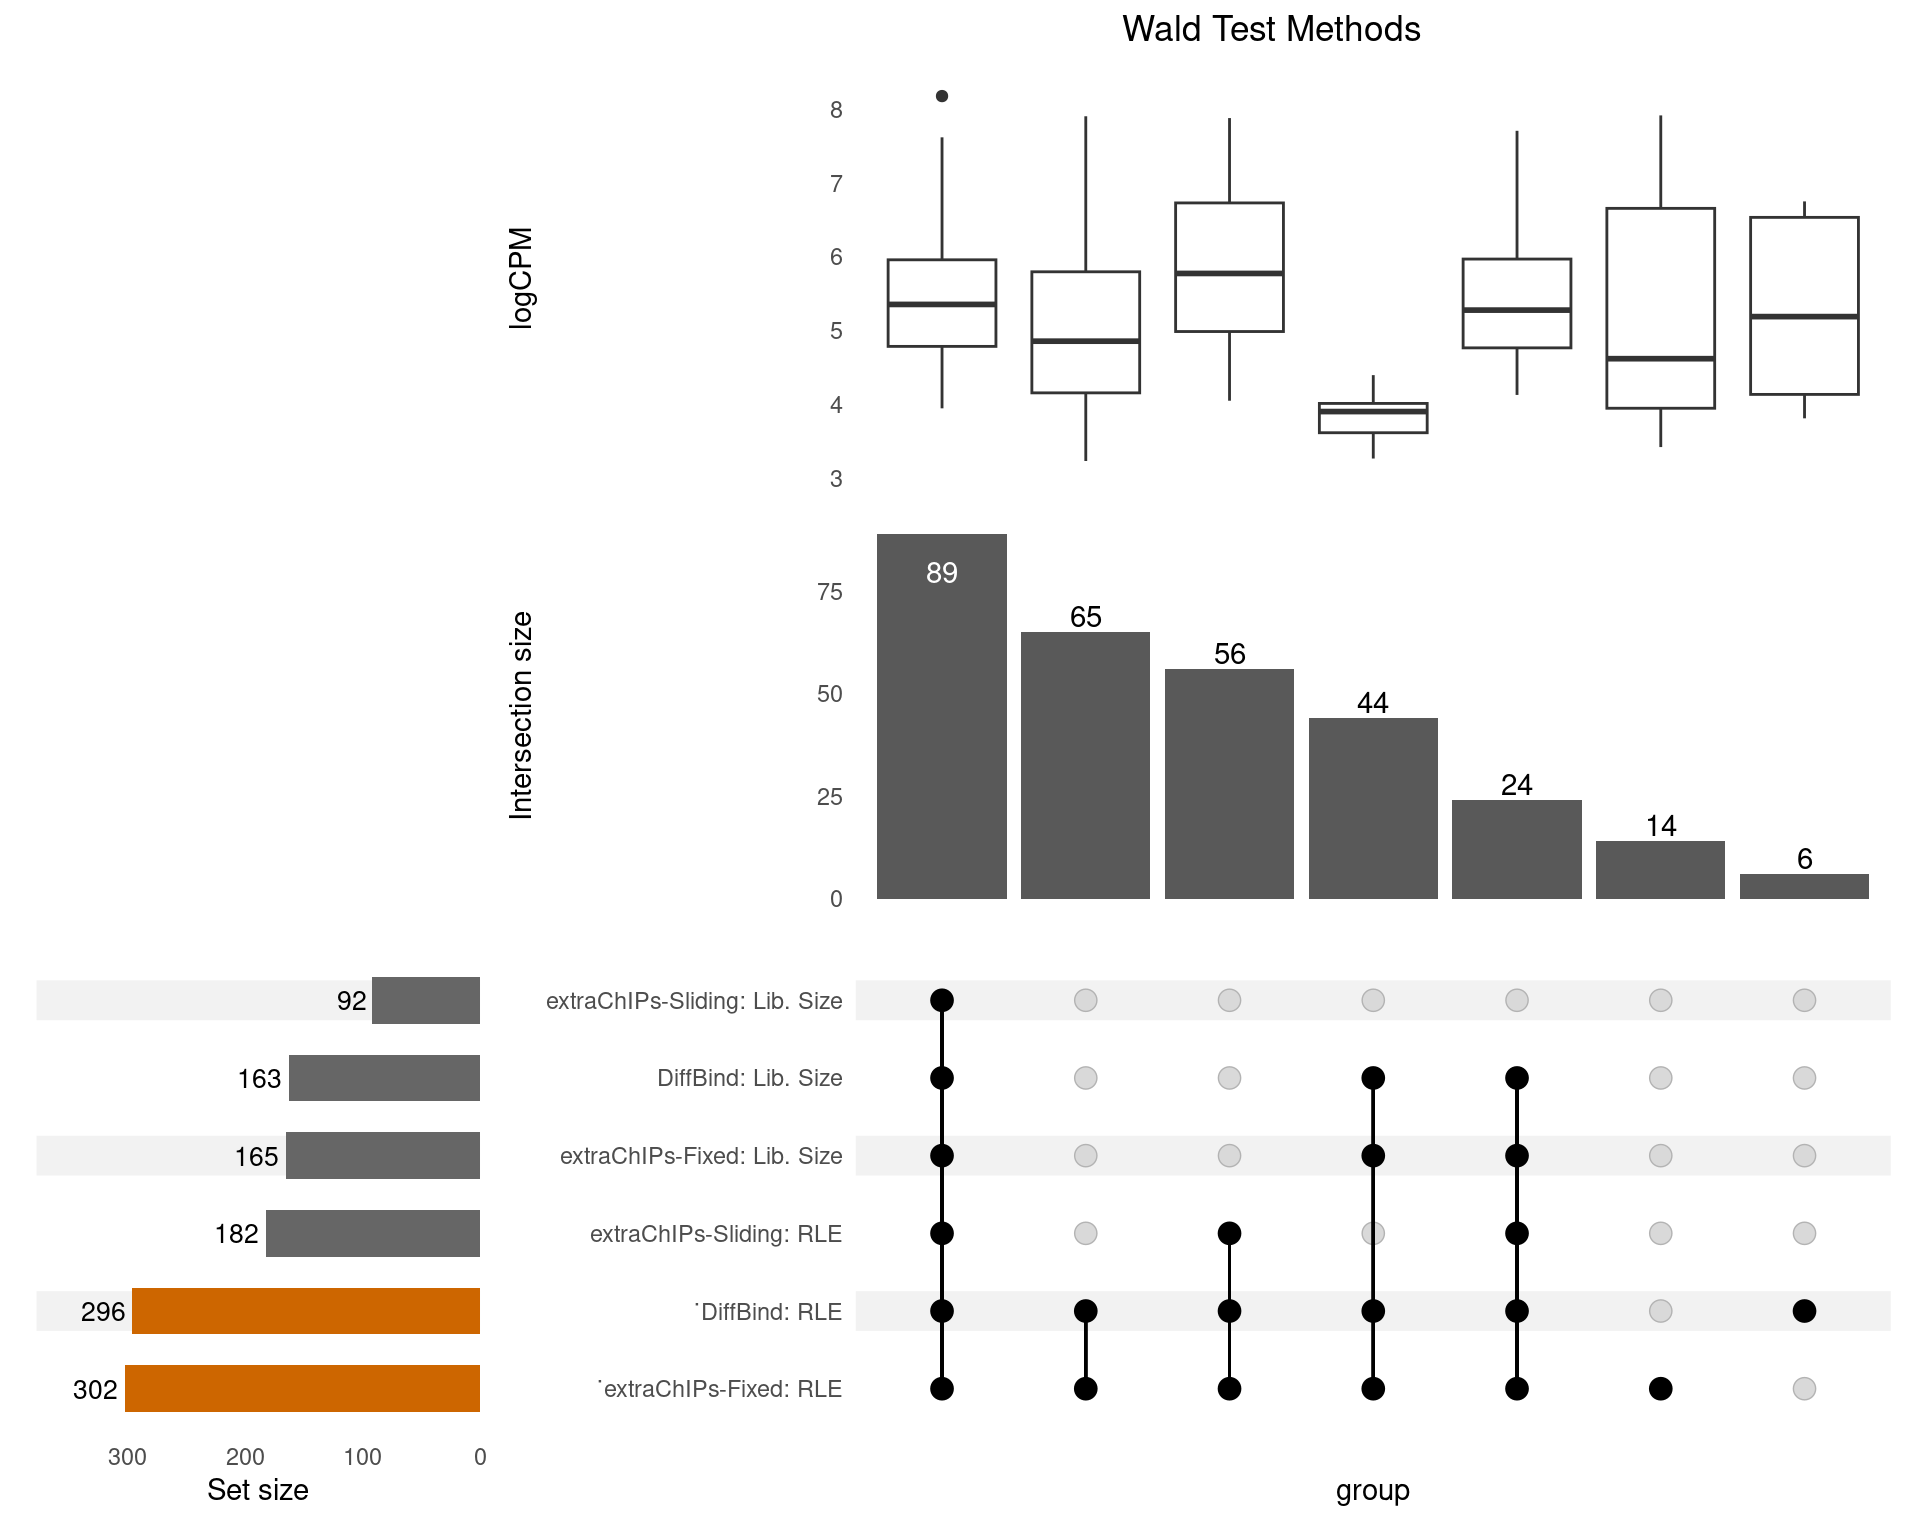 Wald Test Methods
8
7
6
5
4
3
logCPM
89
65
56
44
24
14
6
75
50
25
0
Intersection size
92
extraChIPs-Sliding: Lib. Size
163
DiffBind: Lib. Size
165
extraChIPs-Fixed: Lib. Size
182
extraChIPs-Sliding: RLE
296
˙DiffBind: RLE
302
˙extraChIPs-Fixed: RLE
300 200 100 0
Set size
group